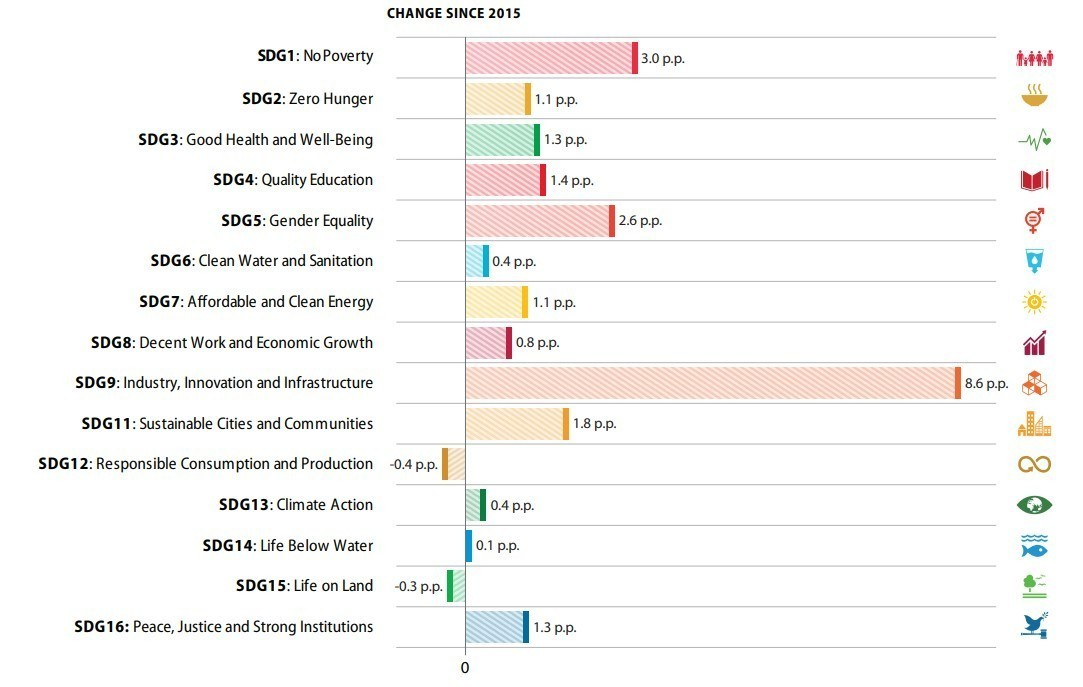 CHANGE SINCE 2015
SDG1: No Poverty 3.0 p.p.
SDG2: Zero Hunger 1.1 p.p.
SDG3: Good Health and Well-Being 1.3 p.p.
SDG4: Quality Education 1.4 p.p.
SDG5: Gender Equality 2.6 p.p.
SDG6: Clean Water and Sanitation 0.4 p.p.
SDG7: Affordable and Clean Energy 1.1 p.p.
SDG8: Decent Work and Economic Growth 0.8 p.p.
SDG9: Industry, Innovation and Infrastructure 8.6 p.p.
SDG11: Sustainable Cities and Communities 1.8 p.p.
SDG12: Responsible Consumption and Production -0.4 p.p.
SDG13: Climate Action 0.4 p.p.
SDG14: Life Below Water 0.1 p.p.
SDG15: Life on Land -0.3 p.p.
SDG16: Peace, Justice and Strong Institutions 1.3 p.p.
0